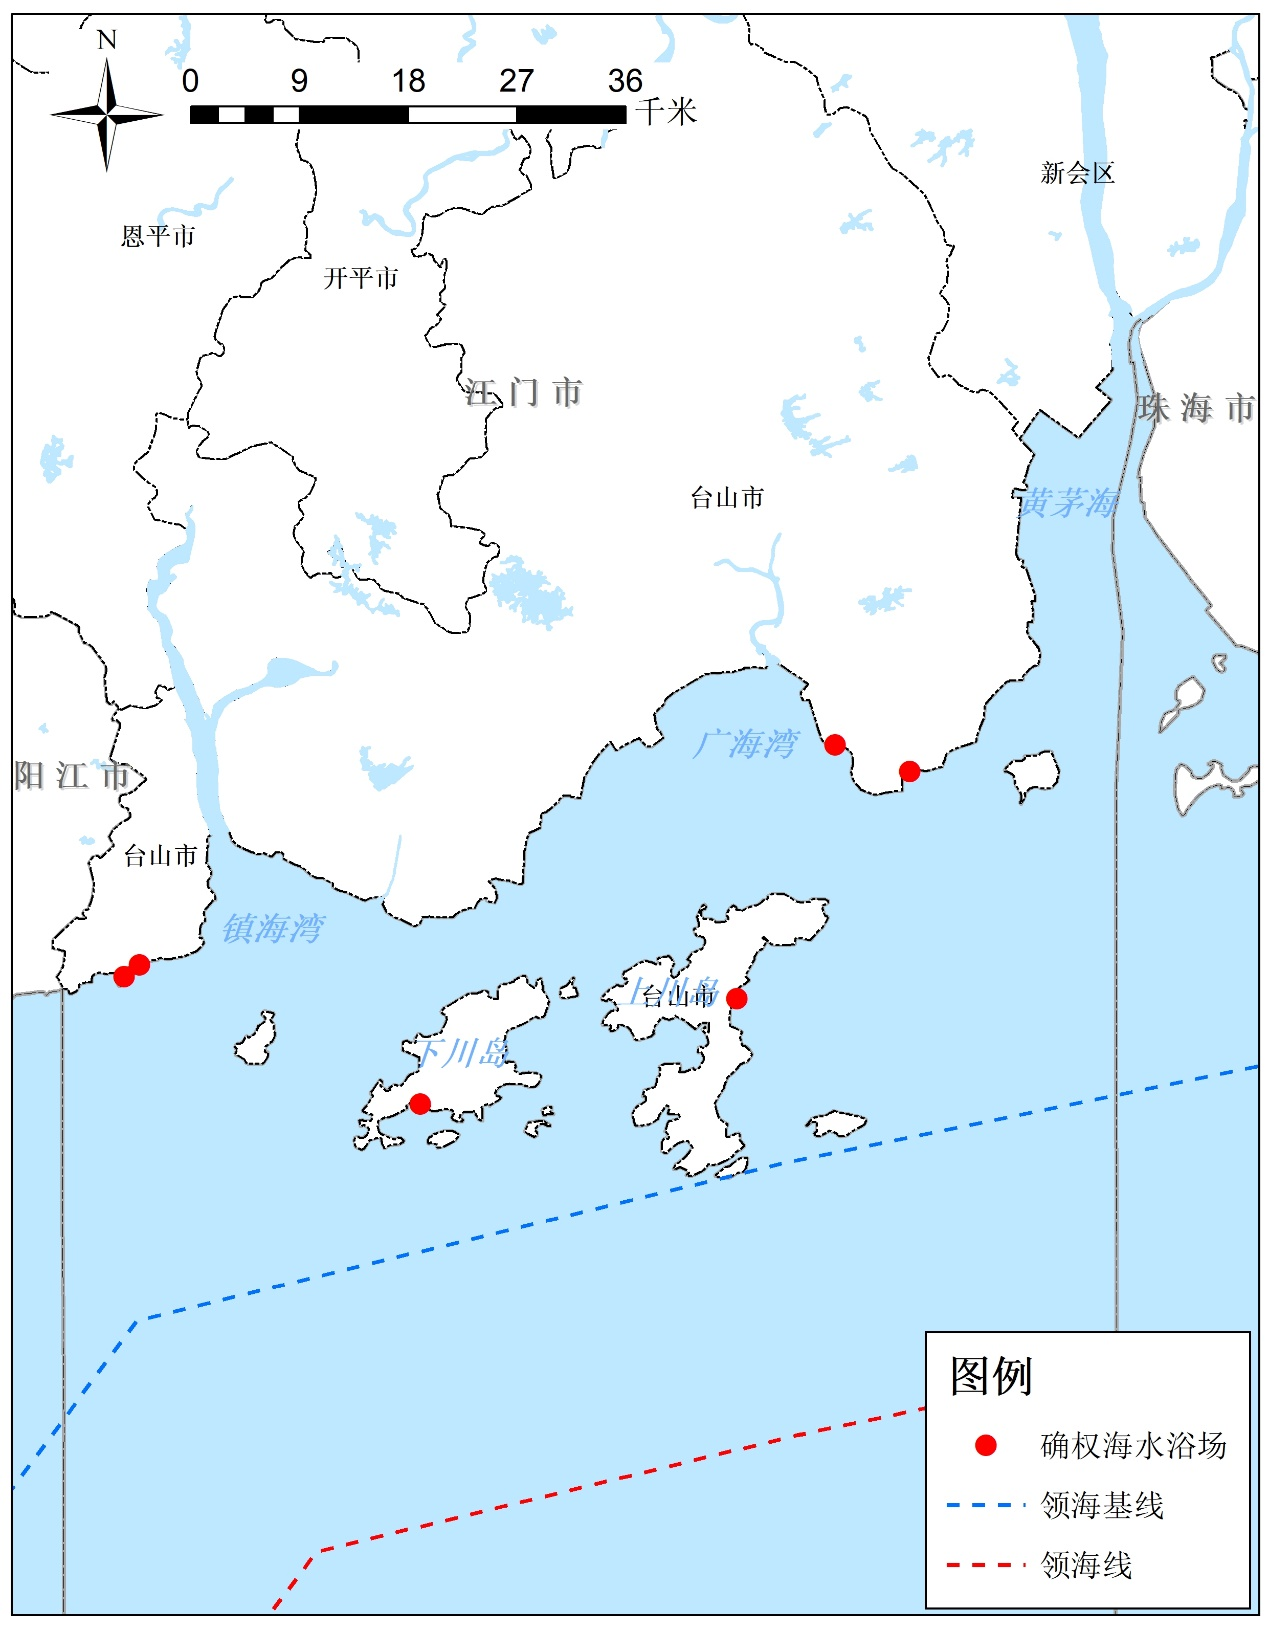 N
0 9 18 27 36
千米
新会区
恩平市
开平市
江门市
珠海市
台山市
黄茅海
广海湾
阳江市
台山市
镇海湾
上川岛
台山市
下川岛
图例
确权海水浴场
领海基线
领海线